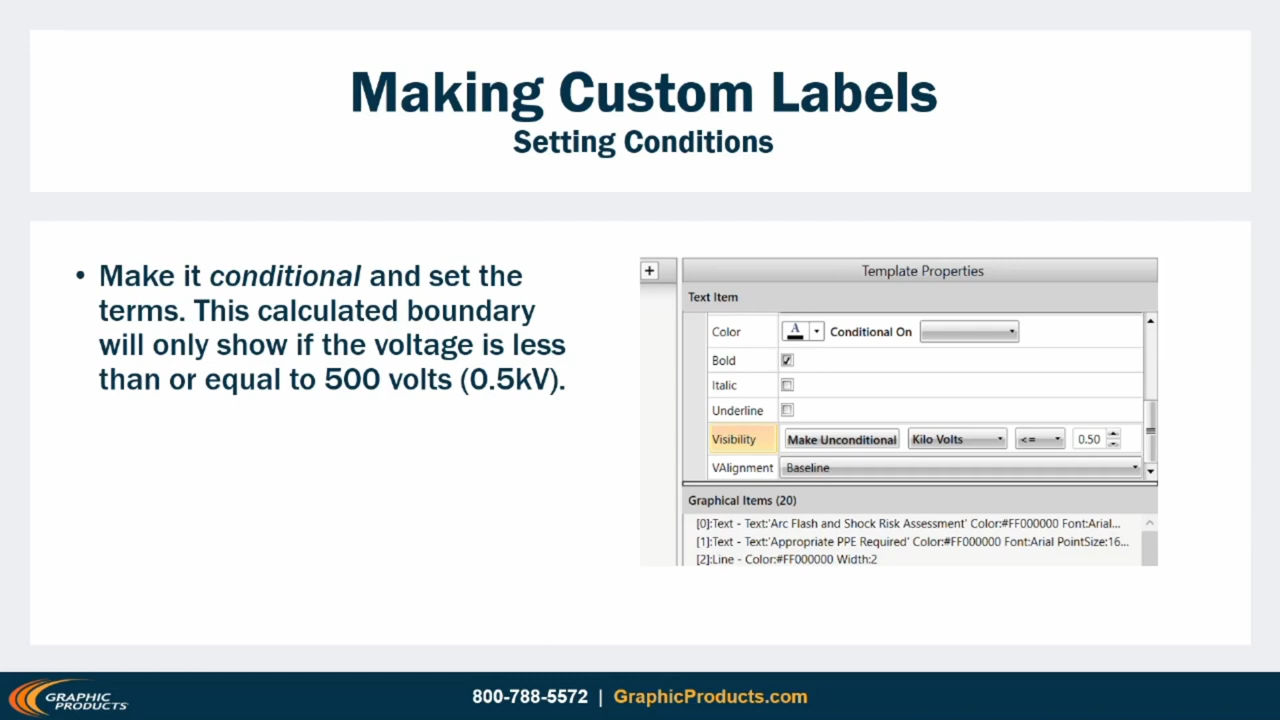 Making Custom Labels
Setting Conditions
• Make it conditional and set the
terms. This calculated boundary
will only show if the voltage is less
than or equal to 500 volts (0.5kV).
+
Template Properties
Text Item
Color A Conditional On
Bold
Italic
Underline
Visibility Make Unconditional Kilo Volts <= 0.50
VAlignment Baseline
Graphical Items (20)
[0]:Text - Text:'Arc Flash and Shock Risk Assessment' Color:#FF000000 Font:Arial...
[1]:Text - Text:'Appropriate PPE Required' Color:#FF000000 Font:Arial PointSize:16...
[2]:Line - Color:#FF000000 Width:2
GRAPHIC
PRODUCTS
800-788-5572 | GraphicProducts.com